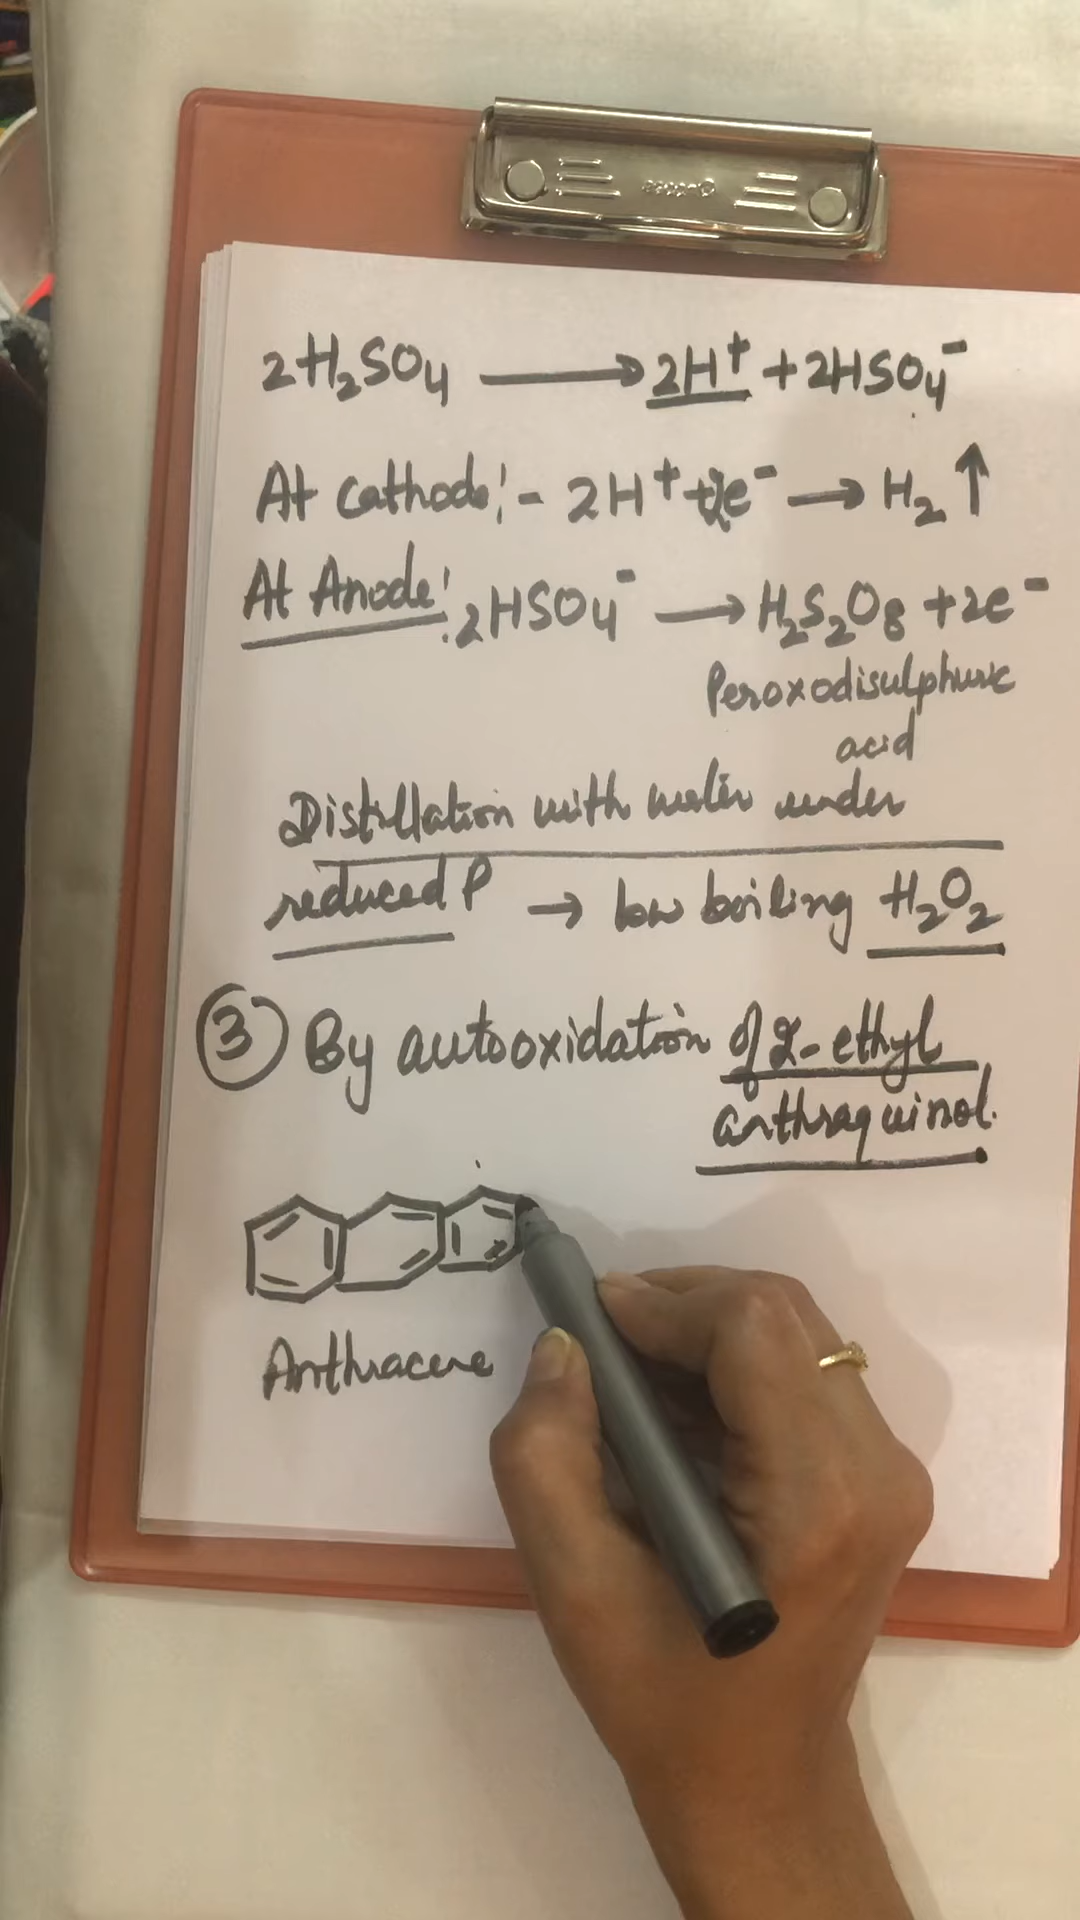 2H₂SO₄ ⟶ 2H⁺ + 2HSO₄⁻
At cathode:- 2H⁺ + 2e⁻ ⟶ H₂ ↑
At Anode: 2HSO₄⁻ ⟶ H₂S₂O₈ + 2e⁻
Peroxodisulphuric
acid
Distillation with water under
reduced P → low boiling H₂O₂
③ By autooxidation of 2-ethyl
anthraquinol.
Anthracene